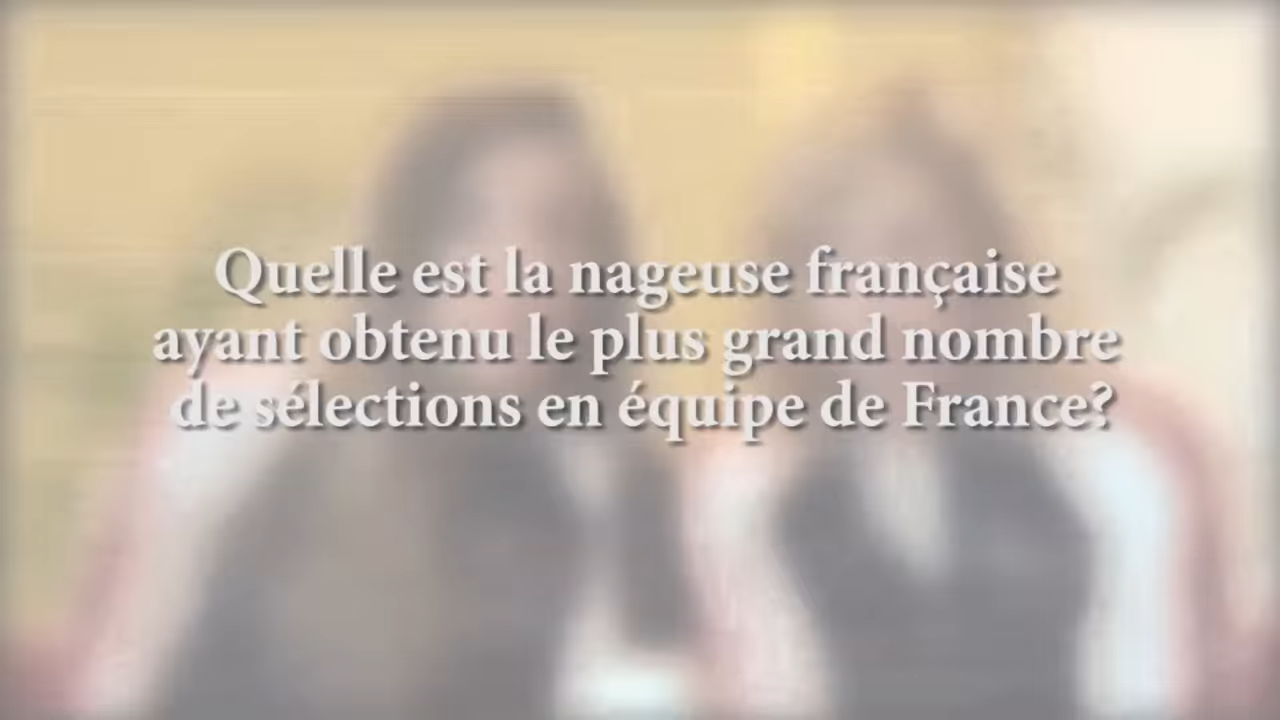 Quelle est la nageuse française
ayant obtenu le plus grand nombre
de sélections en équipe de France?